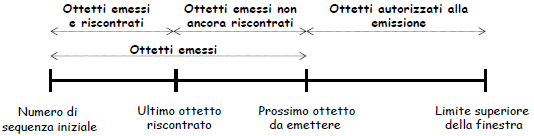 Ottetti emessi
e riscontrati
Ottetti emessi non
ancora riscontrati
Ottetti autorizzati alla
emissione
Ottetti emessi
Numero di
sequenza iniziale
Ultimo ottetto
riscontrato
Prossimo ottetto
da emettere
Limite superiore
della finestra